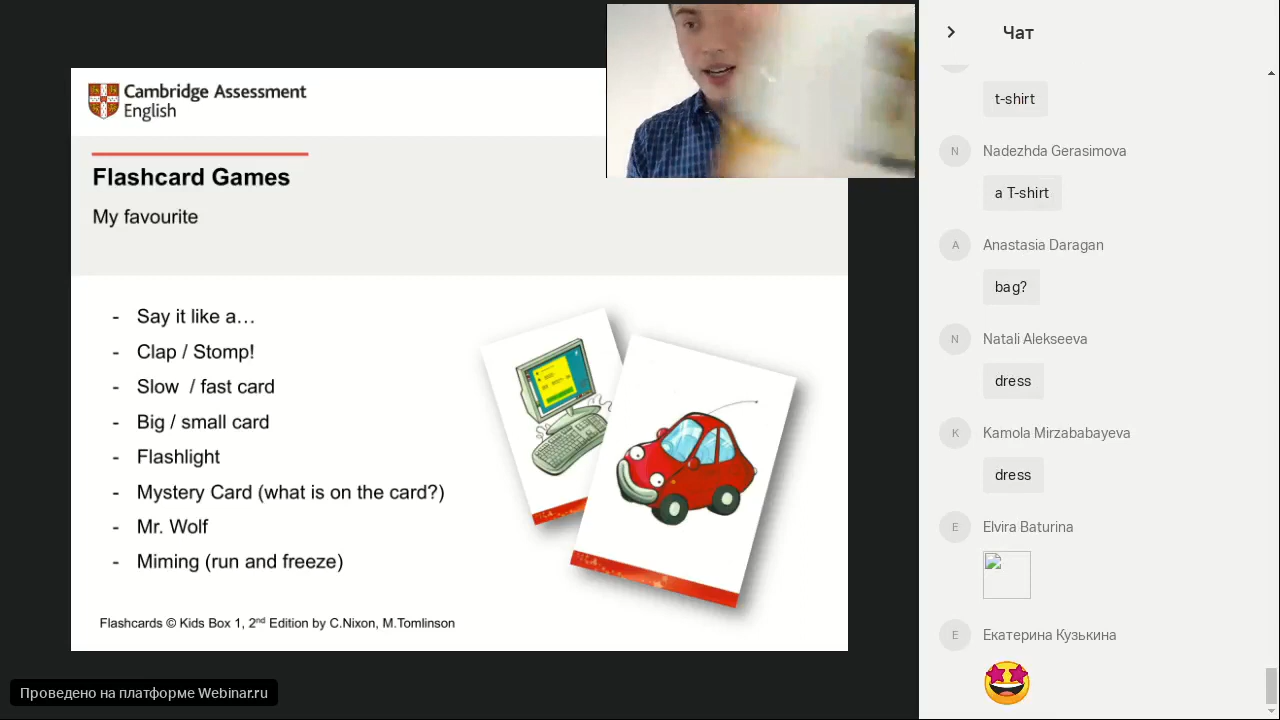 Cambridge Assessment
English
Flashcard Games
My favourite
- Say it like a…
- Clap / Stomp!
- Slow / fast card
- Big / small card
- Flashlight
- Mystery Card (what is on the card?)
- Mr. Wolf
- Miming (run and freeze)
Flashcards © Kids Box 1, 2nd Edition by C.Nixon, M.Tomlinson
Проведено на платформе Webinar.ru
Чат
t-shirt
N Nadezhda Gerasimova
a T-shirt
A Anastasia Daragan
bag?
N Natali Alekseeva
dress
K Kamola Mirzababayeva
dress
E Elvira Baturina
E Екатерина Кузькина